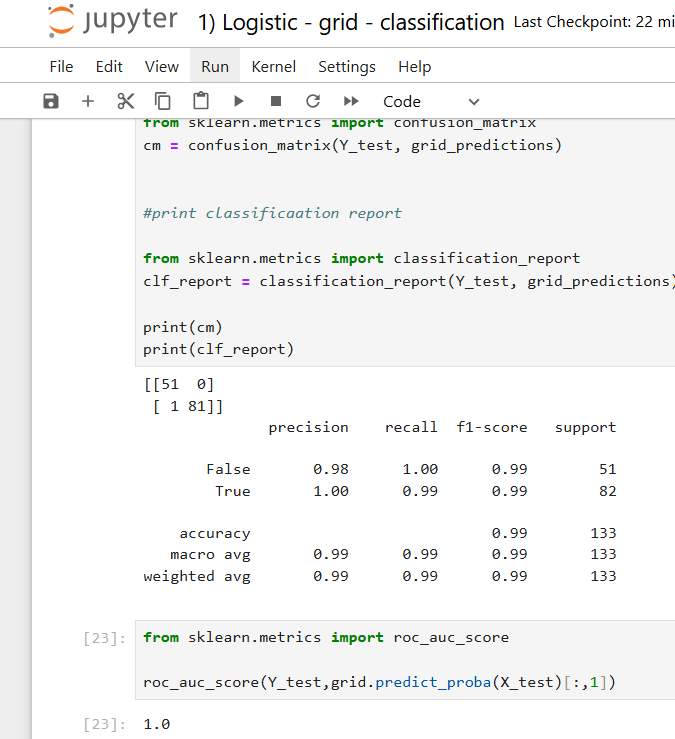 jupyter 1) Logistic - grid - classification Last Checkpoint: 22 mi
File Edit View Run Kernel Settings Help
Code
from sklearn.metrics import confusion_matrix
cm = confusion_matrix(Y_test, grid_predictions)
#print classificaation report
from sklearn.metrics import classification_report
clf_report = classification_report(Y_test, grid_predictions)
print(cm)
print(clf_report)
[[51  0]
 [ 1 81]]
precision recall f1-score support
False 0.98 1.00 0.99 51
True 1.00 0.99 0.99 82
accuracy 0.99 133
macro avg 0.99 0.99 0.99 133
weighted avg 0.99 0.99 0.99 133
[23]: from sklearn.metrics import roc_auc_score
roc_auc_score(Y_test,grid.predict_proba(X_test)[:,1])
[23]: 1.0